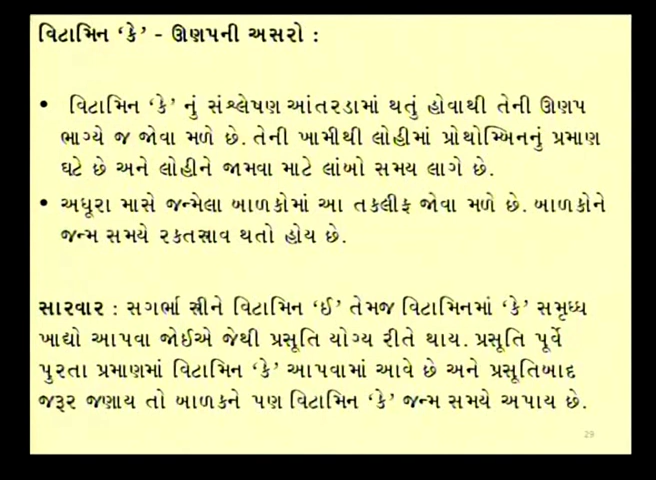 વિટામિન ‘કે’ - ઊણપની અસરો :
• વિટામિન ‘કે’ નું સંશ્લેષણ આંતરડામાં થતું હોવાથી તેની ઊણપ
ભાગ્યે જ જોવા મળે છે. તેની ખામીથી લોહીમાં પ્રોથોમ્બિનનું પ્રમાણ
ઘટે છે અને લોહીને જામવા માટે લાંબો સમય લાગે છે.
• અધૂરા માસે જન્મેલા બાળકોમાં આ તકલીફ જોવા મળે છે. બાળકોને
જન્મ સમયે રકતસ્રાવ થતો હોય છે.
સારવાર : સગર્ભા સ્ત્રીને વિટામિન ‘ઈ’ તેમજ વિટામિનમાં ‘કે’ સમૃધ્ધ
ખાદ્યો આપવા જોઈએ જેથી પ્રસૂતિ યોગ્ય રીતે થાય. પ્રસૂતિ પૂર્વે
પુરતા પ્રમાણમાં વિટામિન ‘કે’ આપવામાં આવે છે અને પ્રસૂતિબાદ
જરૂર જણાય તો બાળકને પણ વિટામિન ‘કે’ જન્મ સમયે અપાય છે.
29